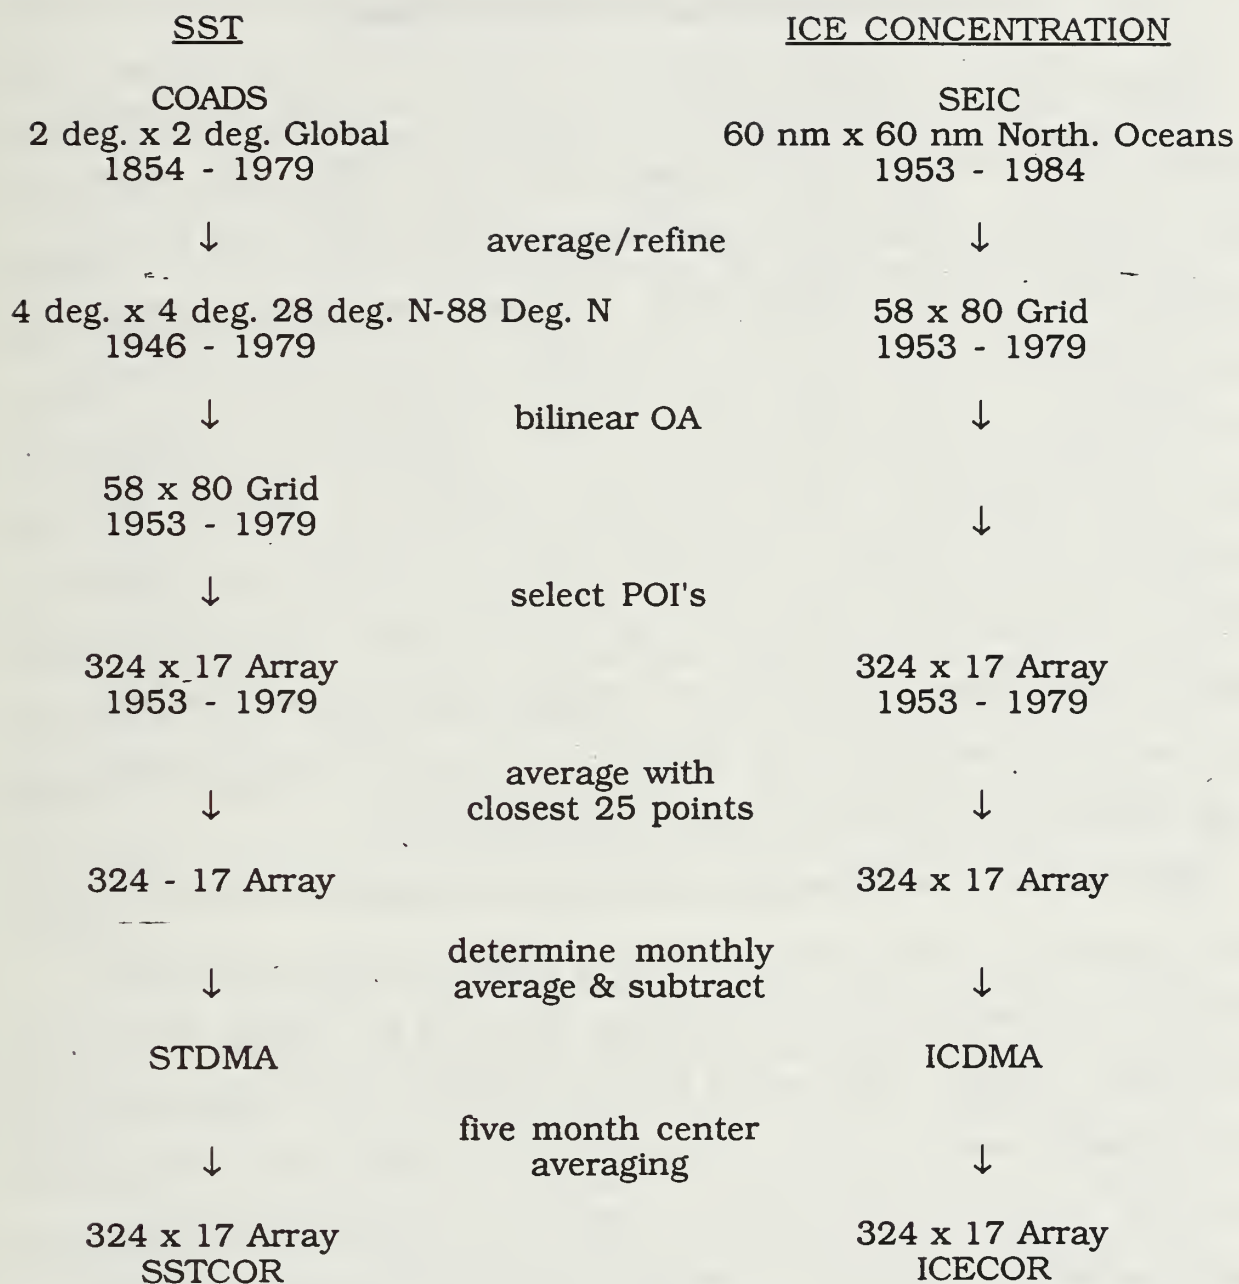 SST ICE CONCENTRATION
COADS SEIC
2 deg. x 2 deg. Global 60 nm x 60 nm North. Oceans
1854 - 1979 1953 - 1984
↓ average/refine ↓
4 deg. x 4 deg. 28 deg. N-88 Deg. N 58 x 80 Grid
1946 - 1979 1953 - 1979
↓ bilinear OA ↓
58 x 80 Grid
1953 - 1979 ↓
↓ select POI's
324 x 17 Array 324 x 17 Array
1953 - 1979 1953 - 1979
average with
↓ closest 25 points ↓
324 - 17 Array 324 x 17 Array
determine monthly
↓ average & subtract ↓
STDMA ICDMA
five month center
↓ averaging ↓
324 x 17 Array 324 x 17 Array
SSTCOR ICECOR